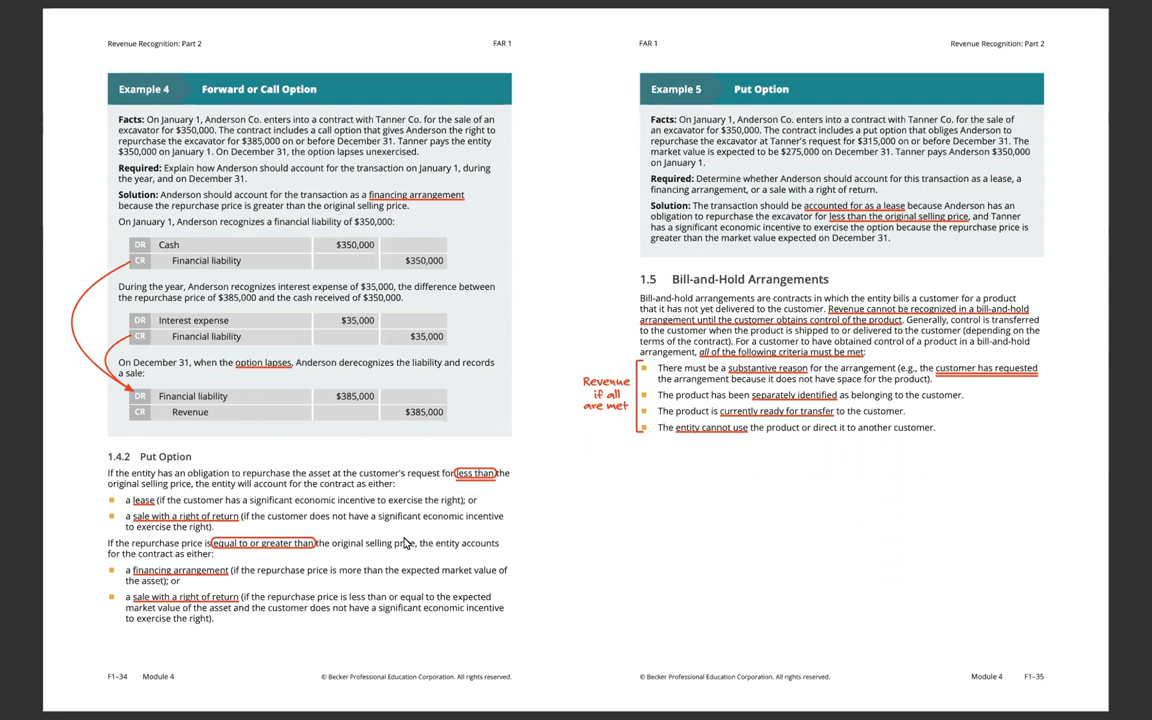 Revenue Recognition: Part 2
FAR 1
Example 4
Forward or Call Option
Facts: On January 1, Anderson Co. enters into a contract with Tanner Co. for the sale of an
excavator for $350,000. The contract includes a call option that gives Anderson the right to
repurchase the excavator for $385,000 on or before December 31. Tanner pays the entity
$350,000 on January 1. On December 31, the option lapses unexercised.
Required: Explain how Anderson should account for the transaction on January 1, during
the year, and on December 31.
Solution: Anderson should account for the transaction as a financing arrangement
because the repurchase price is greater than the original selling price.
On January 1, Anderson recognizes a financial liability of $350,000:
DR Cash $350,000
CR Financial liability $350,000
During the year, Anderson recognizes interest expense of $35,000, the difference between
the repurchase price of $385,000 and the cash received of $350,000.
DR Interest expense $35,000
CR Financial liability $35,000
On December 31, when the option lapses, Anderson derecognizes the liability and records
a sale:
DR Financial liability $385,000
CR Revenue $385,000
1.4.2 Put Option
If the entity has an obligation to repurchase the asset at the customer's request for less than the
original selling price, the entity will account for the contract as either:
a lease (if the customer has a significant economic incentive to exercise the right); or
a sale with a right of return (if the customer does not have a significant economic incentive
to exercise the right).
If the repurchase price is equal to or greater than the original selling price, the entity accounts
for the contract as either:
a financing arrangement (if the repurchase price is more than the expected market value of
the asset); or
a sale with a right of return (if the repurchase price is less than or equal to the expected
market value of the asset and the customer does not have a significant economic incentive
to exercise the right).
F1–34 Module 4
© Becker Professional Education Corporation. All rights reserved.
FAR 1
Revenue Recognition: Part 2
Example 5
Put Option
Facts: On January 1, Anderson Co. enters into a contract with Tanner Co. for the sale of
an excavator for $350,000. The contract includes a put option that obliges Anderson to
repurchase the excavator at Tanner's request for $315,000 on or before December 31. The
market value is expected to be $275,000 on December 31. Tanner pays Anderson $350,000
on January 1.
Required: Determine whether Anderson should account for this transaction as a lease, a
financing arrangement, or a sale with a right of return.
Solution: The transaction should be accounted for as a lease because Anderson has an
obligation to repurchase the excavator for less than the original selling price, and Tanner
has a significant economic incentive to exercise the option because the repurchase price is
greater than the market value expected on December 31.
1.5 Bill-and-Hold Arrangements
Bill-and-hold arrangements are contracts in which the entity bills a customer for a product
that it has not yet delivered to the customer. Revenue cannot be recognized in a bill-and-hold
arrangement until the customer obtains control of the product. Generally, control is transferred
to the customer when the product is shipped to or delivered to the customer (depending on the
terms of the contract). For a customer to have obtained control of a product in a bill-and-hold
arrangement, all of the following criteria must be met:
Revenue
if all
are met
There must be a substantive reason for the arrangement (e.g., the customer has requested
the arrangement because it does not have space for the product).
The product has been separately identified as belonging to the customer.
The product is currently ready for transfer to the customer.
The entity cannot use the product or direct it to another customer.
© Becker Professional Education Corporation. All rights reserved.
Module 4 F1–35